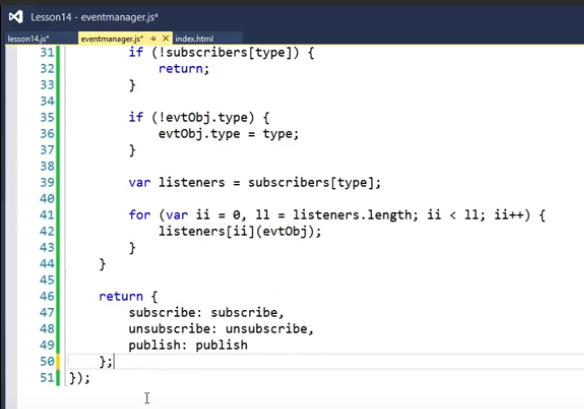 Lesson14 - eventmanager.js*
lesson14.js* eventmanager.js* index.html
31 if (!subscribers[type]) {
32 return;
33 }
34
35 if (!evtObj.type) {
36 evtObj.type = type;
37 }
38
39 var listeners = subscribers[type];
40
41 for (var ii = 0, ll = listeners.length; ii < ll; ii++) {
42 listeners[ii](evtObj);
43 }
44 }
45
46 return {
47 subscribe: subscribe,
48 unsubscribe: unsubscribe,
49 publish: publish
50 };
51 });